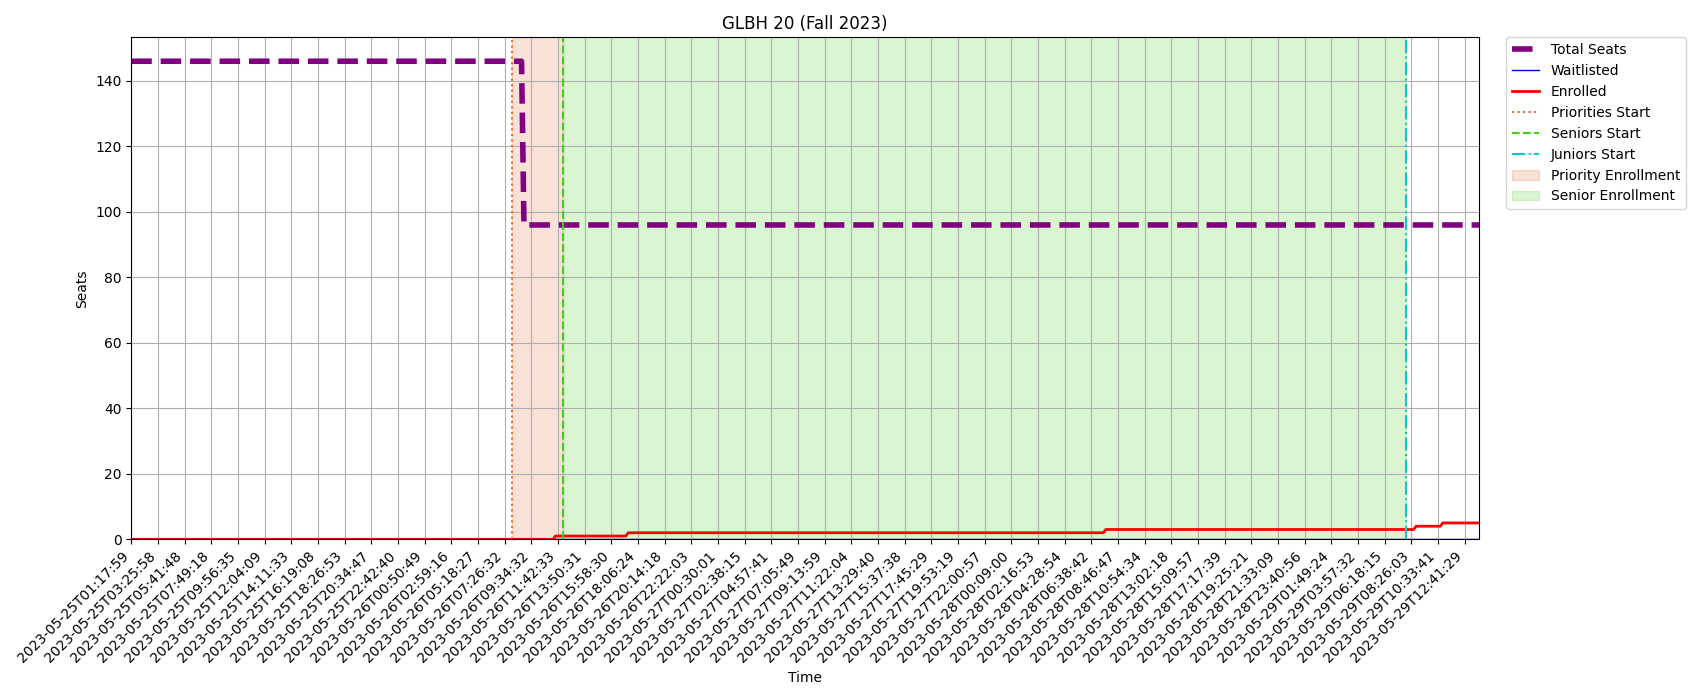 GLBH 20 (Fall 2023)
Seats
140
120
100
80
60
40
20
0
2023-05-25T01:17:59
2023-05-25T03:25:58
2023-05-25T05:41:48
2023-05-25T07:49:18
2023-05-25T09:56:35
2023-05-25T12:04:09
2023-05-25T14:11:33
2023-05-25T16:19:08
2023-05-25T18:26:53
2023-05-25T20:34:47
2023-05-25T22:42:40
2023-05-26T00:50:49
2023-05-26T02:59:16
2023-05-26T05:18:27
2023-05-26T07:26:32
2023-05-26T09:34:32
2023-05-26T11:42:33
2023-05-26T13:50:31
2023-05-26T15:58:30
2023-05-26T18:06:24
2023-05-26T20:14:18
2023-05-26T22:22:03
2023-05-27T00:30:01
2023-05-27T02:38:15
2023-05-27T04:57:41
2023-05-27T07:05:49
2023-05-27T09:13:59
2023-05-27T11:22:04
2023-05-27T13:29:40
2023-05-27T15:37:38
2023-05-27T17:45:29
2023-05-27T19:53:19
2023-05-27T22:00:57
2023-05-28T00:09:00
2023-05-28T02:16:53
2023-05-28T04:28:54
2023-05-28T06:38:42
2023-05-28T08:46:47
2023-05-28T10:54:34
2023-05-28T13:02:18
2023-05-28T15:09:57
2023-05-28T17:17:39
2023-05-28T19:25:21
2023-05-28T21:33:09
2023-05-28T23:40:56
2023-05-29T01:49:24
2023-05-29T03:57:32
2023-05-29T06:18:15
2023-05-29T08:26:03
2023-05-29T10:33:41
2023-05-29T12:41:29
Time
Total Seats
Waitlisted
Enrolled
Priorities Start
Seniors Start
Juniors Start
Priority Enrollment
Senior Enrollment